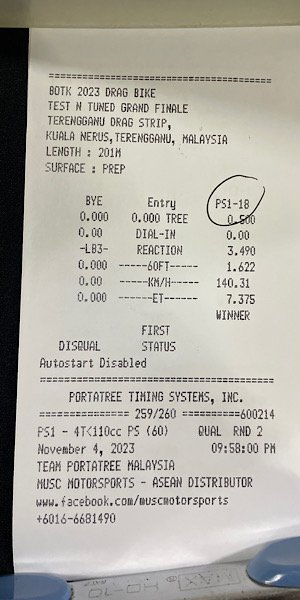 ================================
BOTK 2023 DRAG BIKE
TEST N TUNED GRAND FINALE
TERENGGANU DRAG STRIP,
KUALA NERUS,TERENGGANU, MALAYSIA
LENGTH : 201M
SURFACE : PREP
BYE Entry PS1-18
0.000 0.000 TREE 0.500
0.00 DIAL-IN 0.00
-LB3- REACTION 3.490
0.000 ------60FT----- 1.622
0.00 ------KM/H----- 140.31
0.000 ------ET------- 7.375
WINNER
FIRST
DISQUAL STATUS
Autostart Disabled
================================
PORTATREE TIMING SYSTEMS, INC.
=============== 259/260 ==========600214
PS1 - 4T<110cc PS (60) QUAL RND 2
November 4, 2023 09:58:00 PM
TEAM PORTATREE MALAYSIA
MUSC MOTORSPORTS - ASEAN DISTRIBUTOR
www.facebook.com/muscmotorsports
+6016-6681490